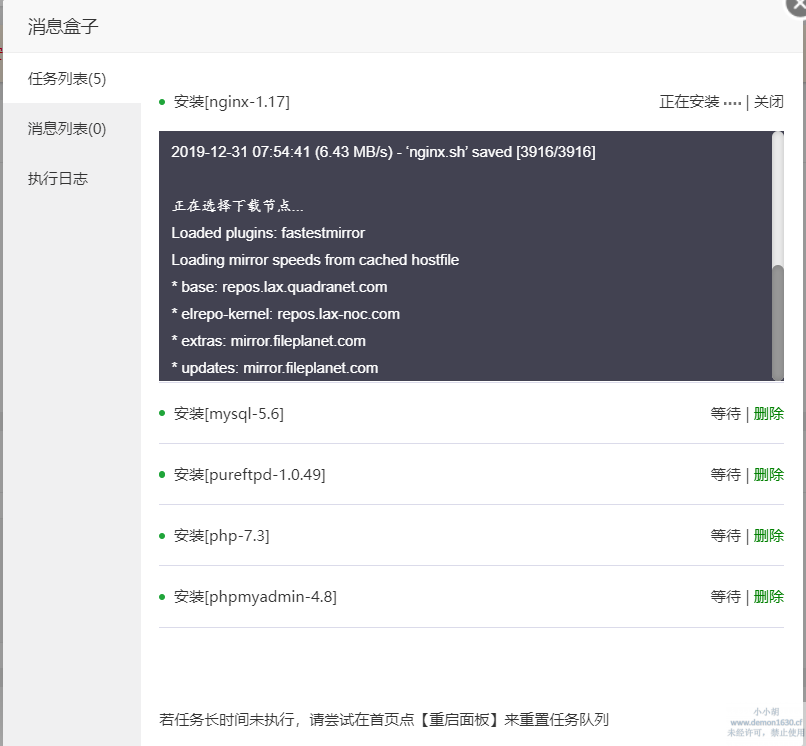 消息盒子
任务列表(5)
消息列表(0)
执行日志
安装[nginx-1.17]
正在安装 ···· | 关闭
2019-12-31 07:54:41 (6.43 MB/s) - ‘nginx.sh’ saved [3916/3916]
正在选择下载节点...
Loaded plugins: fastestmirror
Loading mirror speeds from cached hostfile
* base: repos.lax.quadranet.com
* elrepo-kernel: repos.lax-noc.com
* extras: mirror.fileplanet.com
* updates: mirror.fileplanet.com
安装[mysql-5.6]
等待 | 删除
安装[pureftpd-1.0.49]
等待 | 删除
安装[php-7.3]
等待 | 删除
安装[phpmyadmin-4.8]
等待 | 删除
若任务长时间未执行，请尝试在首页点【重启面板】来重置任务队列
小小胡
www.demon1630.cf
未经许可，禁止使用